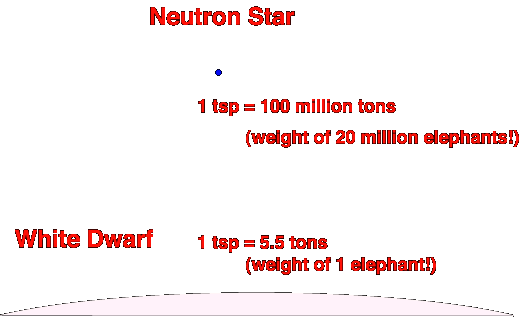 Neutron Star
1 tsp = 100 million tons
(weight of 20 million elephants!)
White Dwarf
1 tsp = 5.5 tons
(weight of 1 elephant!)